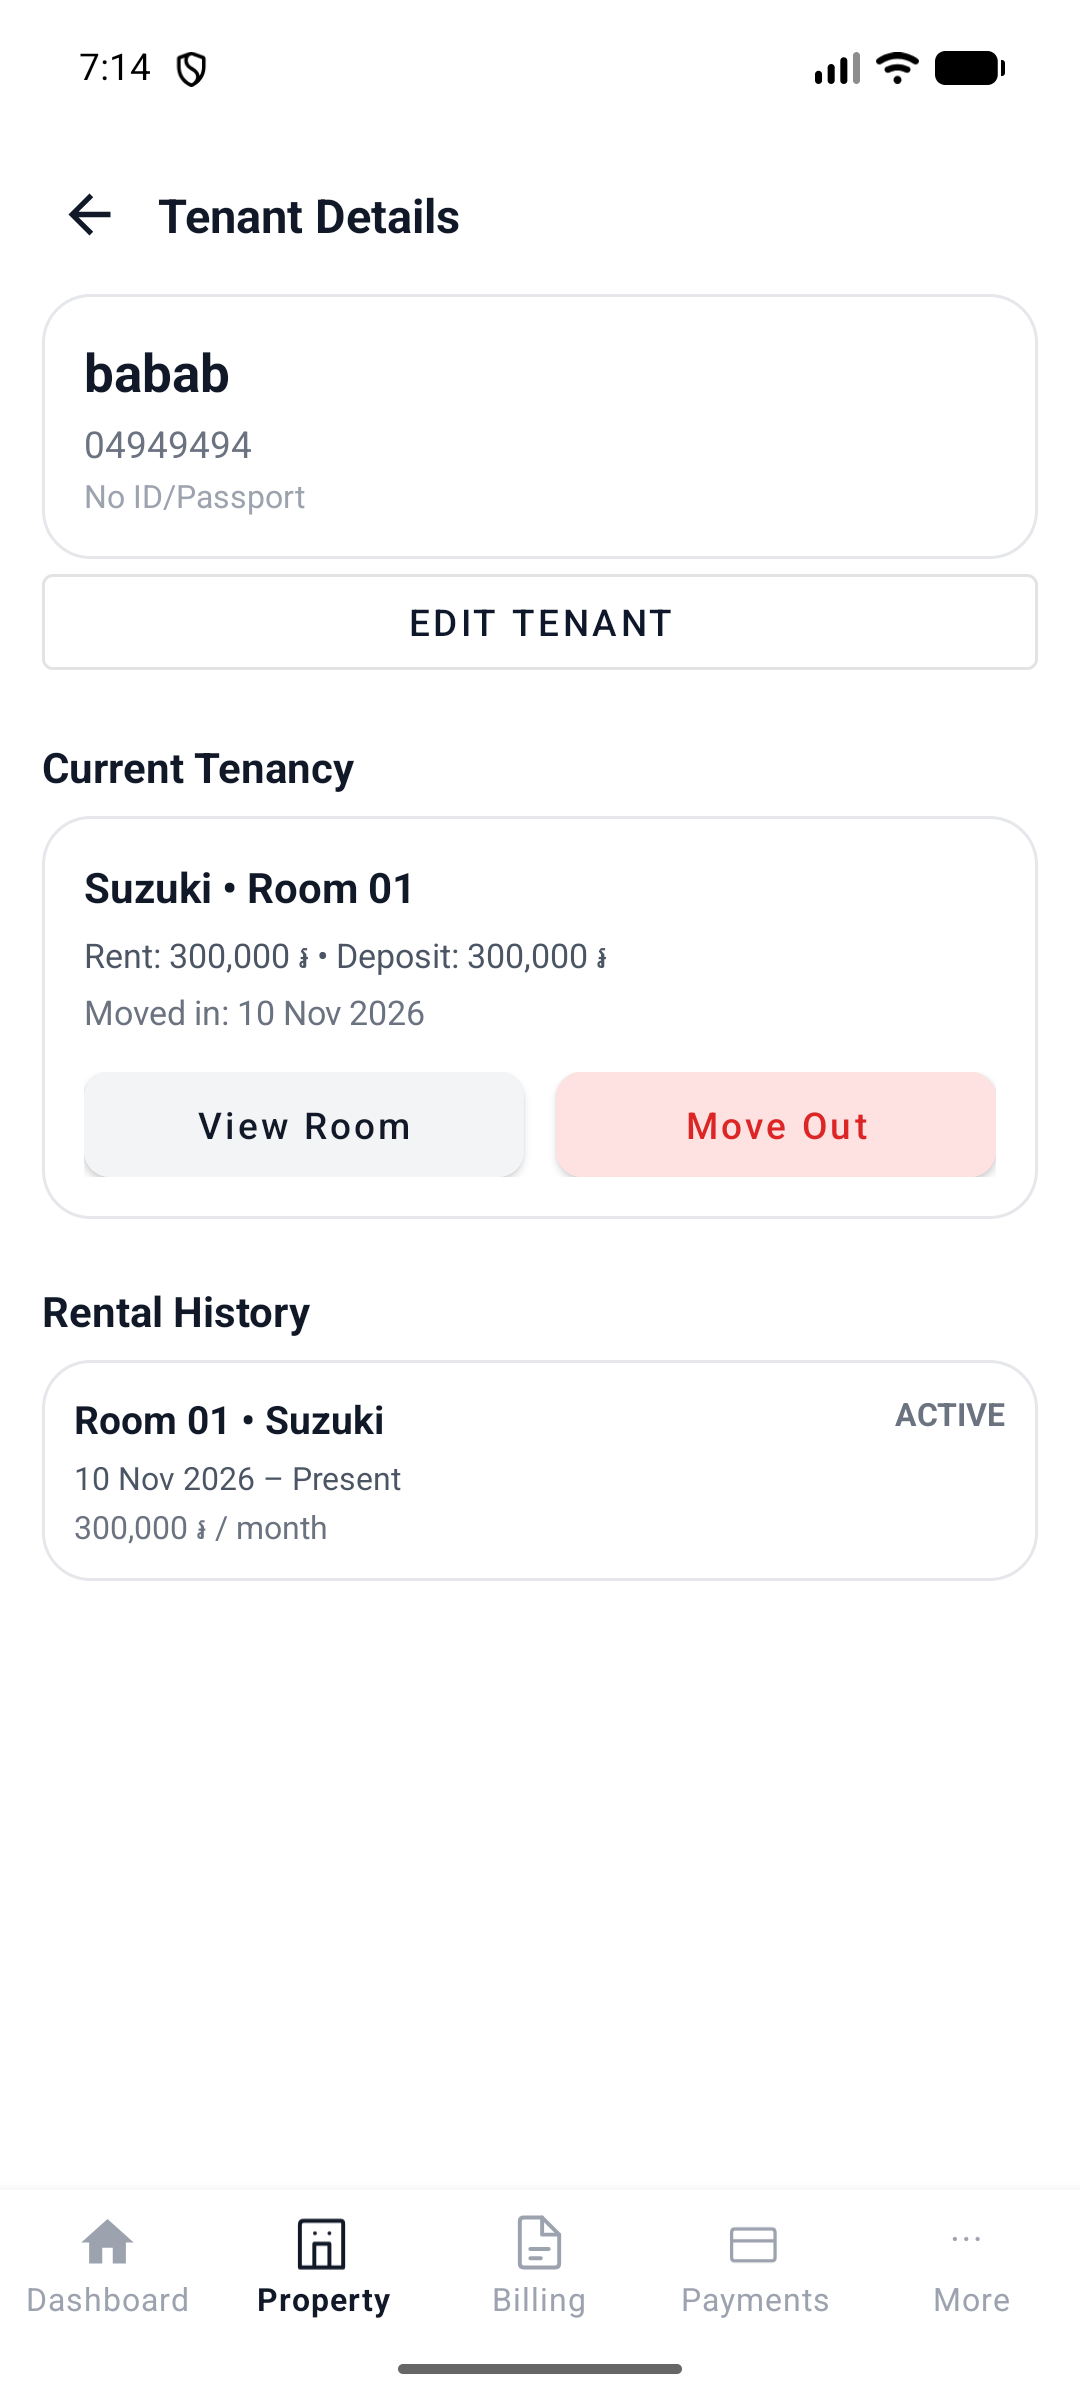 7:14
Tenant Details
babab
04949494
No ID/Passport
EDIT TENANT
Current Tenancy
Suzuki • Room 01
Rent: 300,000 ៛ • Deposit: 300,000 ៛
Moved in: 10 Nov 2026
View Room
Move Out
Rental History
Room 01 • Suzuki
ACTIVE
10 Nov 2026 – Present
300,000 ៛ / month
Dashboard
Property
Billing
Payments
More